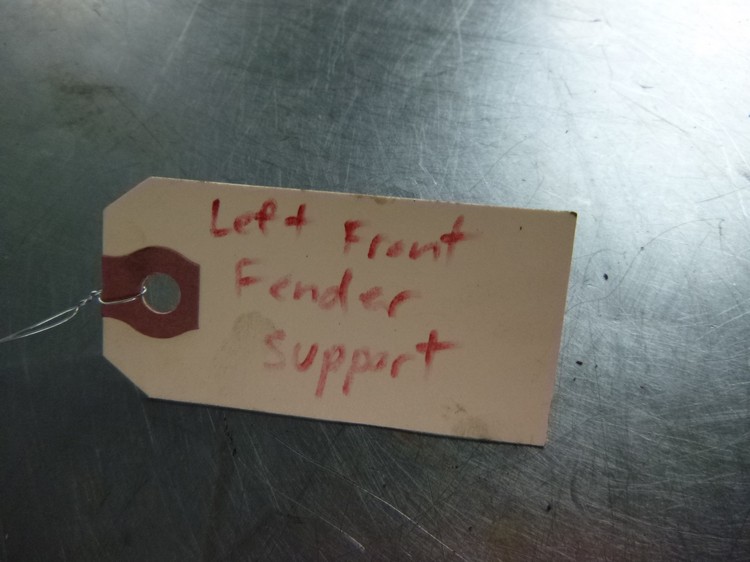 Left Front
Fender
Support